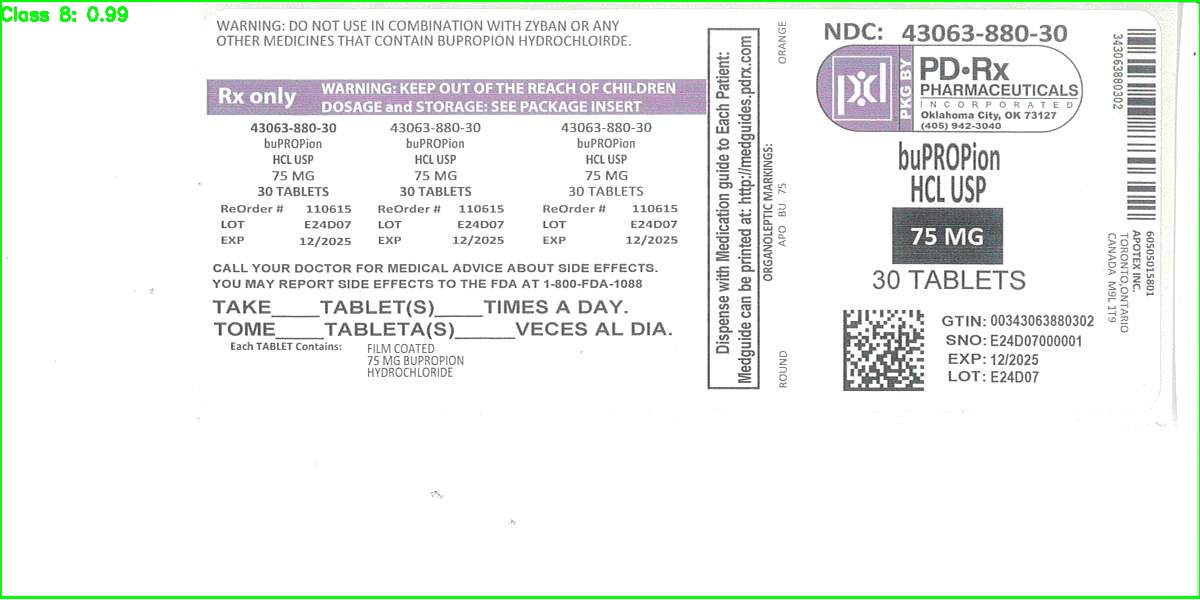 Class 8: 0.99
WARNING: DO NOT USE IN COMBINATION WITH ZYBAN OR ANY
OTHER MEDICINES THAT CONTAIN BUPROPION HYDROCHLOIRDE.
Rx only
WARNING: KEEP OUT OF THE REACH OF CHILDREN
DOSAGE and STORAGE: SEE PACKAGE INSERT
43063-880-30 43063-880-30 43063-880-30
buPROPion buPROPion buPROPion
HCL USP HCL USP HCL USP
75 MG 75 MG 75 MG
30 TABLETS 30 TABLETS 30 TABLETS
ReOrder # 110615 ReOrder # 110615 ReOrder # 110615
LOT E24D07 LOT E24D07 LOT E24D07
EXP 12/2025 EXP 12/2025 EXP 12/2025
CALL YOUR DOCTOR FOR MEDICAL ADVICE ABOUT SIDE EFFECTS.
YOU MAY REPORT SIDE EFFECTS TO THE FDA AT 1-800-FDA-1088
TAKE____TABLET(S)____TIMES A DAY.
TOME____TABLETA(S)_____VECES AL DIA.
Each TABLET Contains: FILM COATED
75 MG BUPROPION
HYDROCHLORIDE
Dispense with Medication guide to Each Patient:
Medguide can be printed at: http://medguides.pdrx.com
ORGANOLEPTIC MARKINGS:
ROUND APO BU 75 ORANGE
NDC: 43063-880-30
PKG BY
PD•Rx
PHARMACEUTICALS
INCORPORATED
Oklahoma City, OK 73127
(405) 942-3040
buPROPion
HCL USP
75 MG
30 TABLETS
GTIN: 00343063880302
SNO: E24D07000001
EXP: 12/2025
LOT: E24D07
343063880302
60505015801
APOTEX INC.
TORONTO,ONTARIO
CANADA M9L 1T9